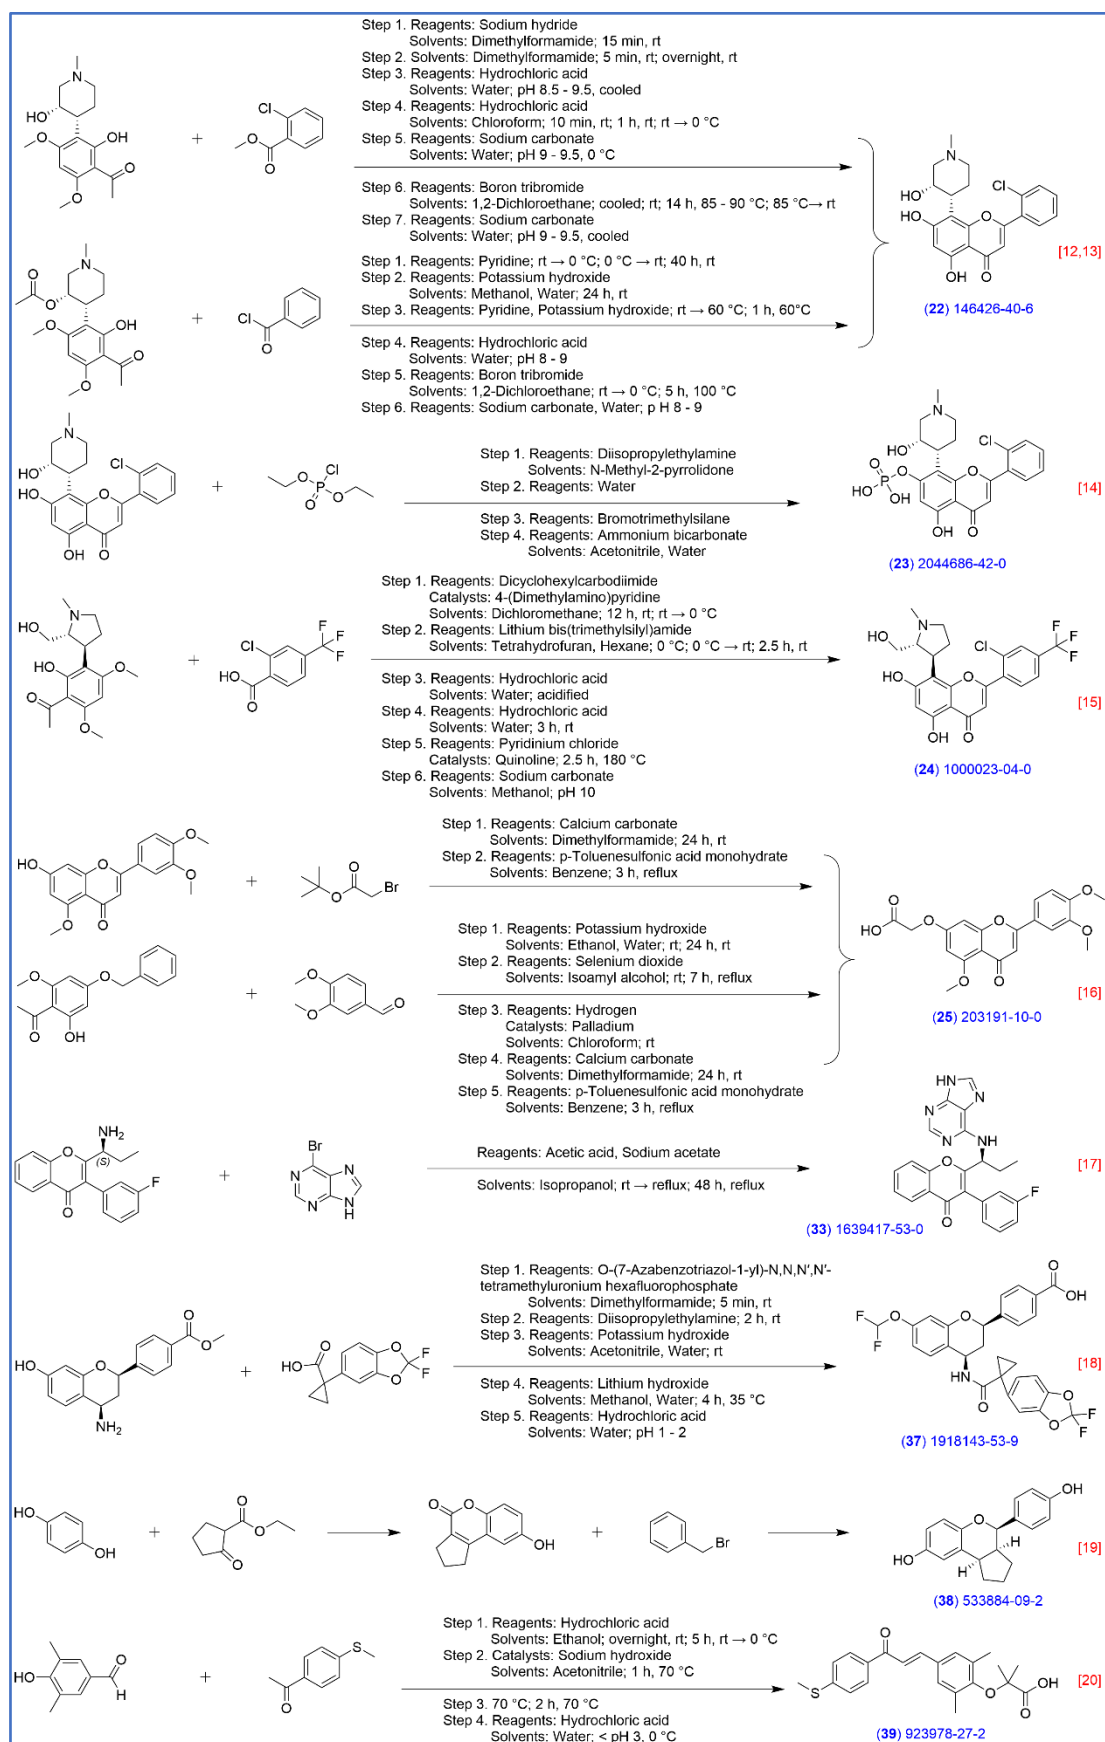 Step 1. Reagents: Sodium hydride
Solvents: Dimethylformamide; 15 min, rt
Step 2. Solvents: Dimethylformamide; 5 min, rt; overnight, rt
Step 3. Reagents: Hydrochloric acid
Solvents: Water; pH 8.5 - 9.5, cooled
Step 4. Reagents: Hydrochloric acid
Solvents: Chloroform; 10 min, rt; 1 h, rt; rt → 0 °C
Step 5. Reagents: Sodium carbonate
Solvents: Water; pH 9 - 9.5, 0 °C
Step 6. Reagents: Boron tribromide
Solvents: 1,2-Dichloroethane; cooled; rt; 14 h, 85 - 90 °C; 85 °C→ rt
Step 7. Reagents: Sodium carbonate
Solvents: Water; pH 9 - 9.5, cooled
[12,13]
(22) 146426-40-6
Step 1. Reagents: Pyridine; rt → 0 °C; 0 °C → rt; 40 h, rt
Step 2. Reagents: Potassium hydroxide
Solvents: Methanol, Water; 24 h, rt
Step 3. Reagents: Pyridine, Potassium hydroxide; rt → 60 °C; 1 h, 60°C
Step 4. Reagents: Hydrochloric acid
Solvents: Water; pH 8 - 9
Step 5. Reagents: Boron tribromide
Solvents: 1,2-Dichloroethane; rt → 0 °C; 5 h, 100 °C
Step 6. Reagents: Sodium carbonate, Water; p H 8 - 9
Step 1. Reagents: Diisopropylethylamine
Solvents: N-Methyl-2-pyrrolidone
Step 2. Reagents: Water
Step 3. Reagents: Bromotrimethylsilane
Step 4. Reagents: Ammonium bicarbonate
Solvents: Acetonitrile, Water
[14]
(23) 2044686-42-0
Step 1. Reagents: Dicyclohexylcarbodiimide
Catalysts: 4-(Dimethylamino)pyridine
Solvents: Dichloromethane; 12 h, rt; rt → 0 °C
Step 2. Reagents: Lithium bis(trimethylsilyl)amide
Solvents: Tetrahydrofuran, Hexane; 0 °C; 0 °C → rt; 2.5 h, rt
Step 3. Reagents: Hydrochloric acid
Solvents: Water; acidified
Step 4. Reagents: Hydrochloric acid
Solvents: Water; 3 h, rt
Step 5. Reagents: Pyridinium chloride
Catalysts: Quinoline; 2.5 h, 180 °C
Step 6. Reagents: Sodium carbonate
Solvents: Methanol; pH 10
[15]
(24) 1000023-04-0
Step 1. Reagents: Calcium carbonate
Solvents: Dimethylformamide; 24 h, rt
Step 2. Reagents: p-Toluenesulfonic acid monohydrate
Solvents: Benzene; 3 h, reflux
Step 1. Reagents: Potassium hydroxide
Solvents: Ethanol, Water; rt; 24 h, rt
Step 2. Reagents: Selenium dioxide
Solvents: Isoamyl alcohol; rt; 7 h, reflux
Step 3. Reagents: Hydrogen
Catalysts: Palladium
Solvents: Chloroform; rt
Step 4. Reagents: Calcium carbonate
Solvents: Dimethylformamide; 24 h, rt
Step 5. Reagents: p-Toluenesulfonic acid monohydrate
Solvents: Benzene; 3 h, reflux
[16]
(25) 203191-10-0
NH2
(S)
Br
Reagents: Acetic acid, Sodium acetate
Solvents: Isopropanol; rt → reflux; 48 h, reflux
[17]
(33) 1639417-53-0
Step 1. Reagents: O-(7-Azabenzotriazol-1-yl)-N,N,N′,N′-
tetramethyluronium hexafluorophosphate
Solvents: Dimethylformamide; 5 min, rt
Step 2. Reagents: Diisopropylethylamine; 2 h, rt
Step 3. Reagents: Potassium hydroxide
Solvents: Acetonitrile, Water; rt
Step 4. Reagents: Lithium hydroxide
Solvents: Methanol, Water; 4 h, 35 °C
Step 5. Reagents: Hydrochloric acid
Solvents: Water; pH 1 - 2
[18]
(37) 1918143-53-9
[19]
(38) 533884-09-2
Step 1. Reagents: Hydrochloric acid
Solvents: Ethanol; overnight, rt; 5 h, rt → 0 °C
Step 2. Catalysts: Sodium hydroxide
Solvents: Acetonitrile; 1 h, 70 °C
Step 3. 70 °C; 2 h, 70 °C
Step 4. Reagents: Hydrochloric acid
Solvents: Water; < pH 3, 0 °C
[20]
(39) 923978-27-2